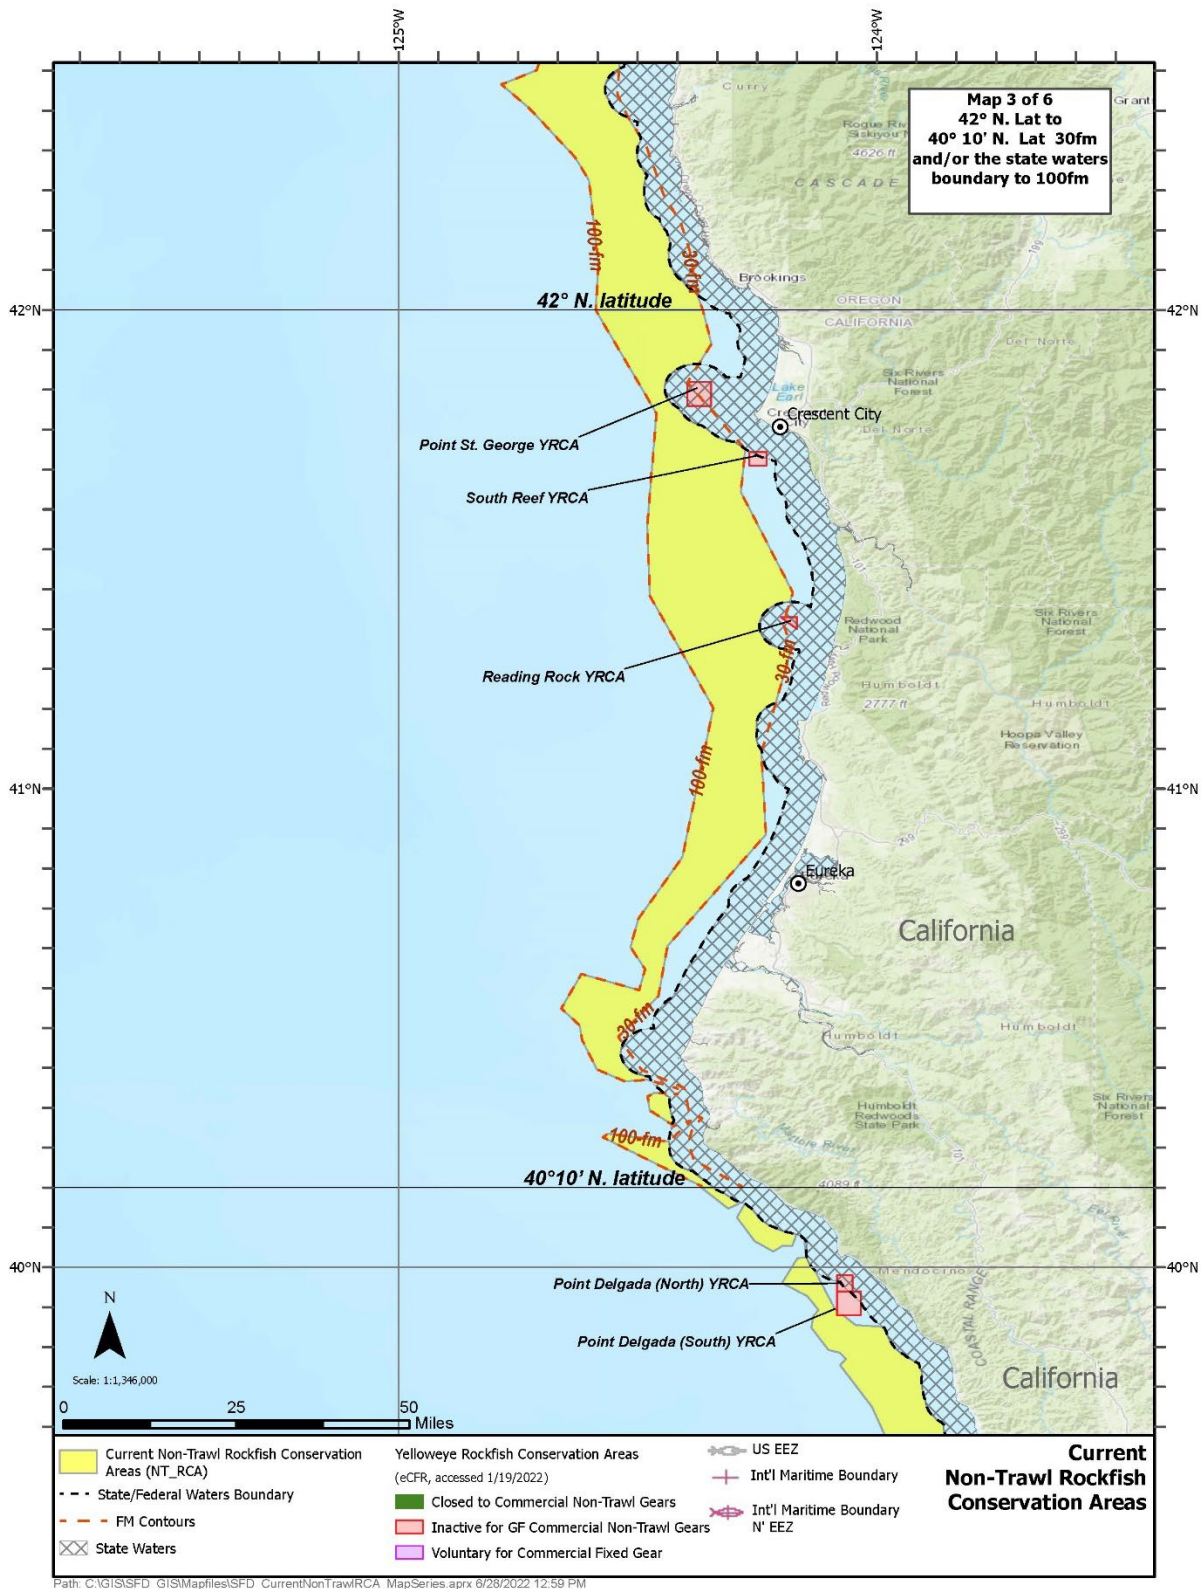 125°W
124°W
Map 3 of 6
42° N. Lat to
40° 10' N. Lat 30fm
and/or the state waters
boundary to 100fm
Curry
Grant
Rogue Riv
Siskiyou N
4626 ft
CASCADE
199
100-fm
30-fm
Brookings
42° N. latitude
OREGON
42°N
42°N
CALIFORNIA
Del Norte
Six Rivers
National
Forest
Lake
Earl
Crescent City
Del Norte
Point St. George YRCA
South Reef YRCA
101
Six Rivers
National
Forest
Redwood
National
Park
Reading Rock YRCA
30-fm
Humboldt
2777 ft
Humboldt
Hoopa Valley
Reservation
100-fm
41°N
41°N
299
299
Eureka
California
30-fm
Humboldt
Humboldt
Six Rivers
National
Forest
Humboldt
Redwoods
State Park
100-fm
Mattole River
101
40°10' N. latitude
4089 ft
Eel River
40°N
40°N
Mendocino
Point Delgada (North) YRCA
COASTAL RANGE
Point Delgada (South) YRCA
N
California
Scale: 1:1,346,000
0 25 50
Miles
Current Non-Trawl Rockfish Conservation
Areas (NT_RCA)
State/Federal Waters Boundary
FM Contours
State Waters
Yelloweye Rockfish Conservation Areas
(eCFR, accessed 1/19/2022)
Closed to Commercial Non-Trawl Gears
Inactive for GF Commercial Non-Trawl Gears
Voluntary for Commercial Fixed Gear
US EEZ
Int'l Maritime Boundary
Int'l Maritime Boundary
N' EEZ
Current
Non-Trawl Rockfish
Conservation Areas
Path: C:\GIS\SFD_GIS\Mapfiles\SFD_CurrentNonTrawlRCA_MapSeries.aprx 6/28/2022 12:59 PM